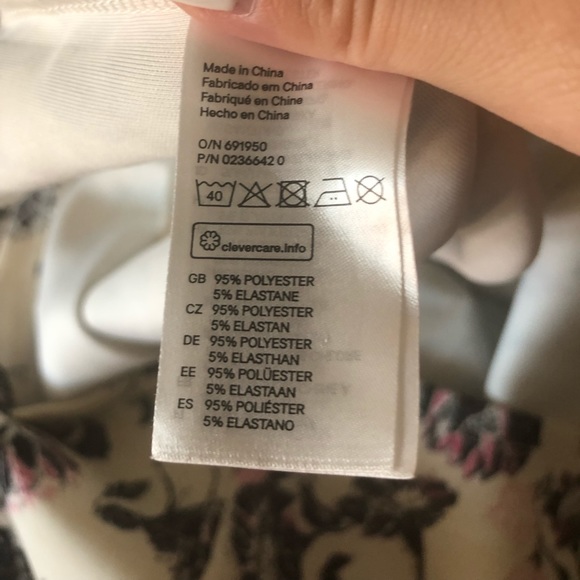 Made in China
Fabricado em China
Fabriqué en Chine
Hecho en China
O/N 691950
P/N 0236642 0
40
clevercare.info
GB 95% POLYESTER
5% ELASTANE
CZ 95% POLYESTER
5% ELASTAN
DE 95% POLYESTER
5% ELASTHAN
EE 95% POLÜESTER
5% ELASTAAN
ES 95% POLIÉSTER
5% ELASTANO